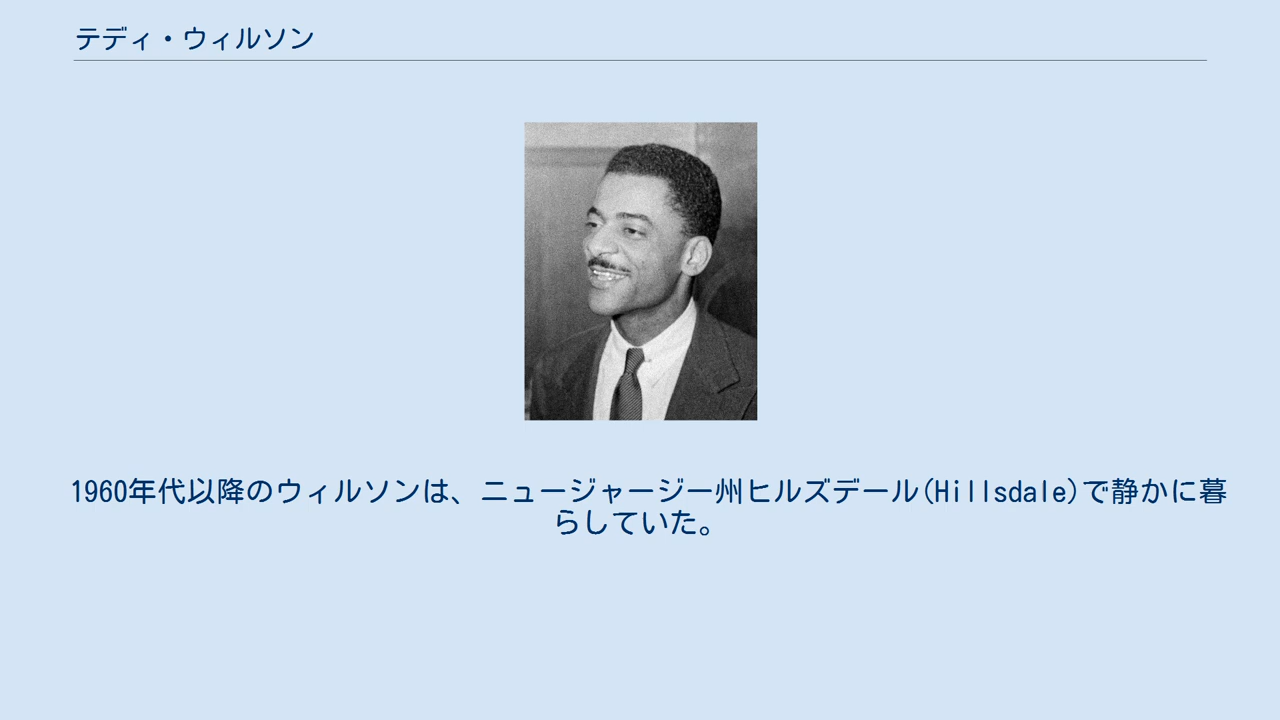 テディ・ウィルソン
1960年代以降のウィルソンは、ニュージャージー州ヒルズデール(Hillsdale)で静かに暮
らしていた。